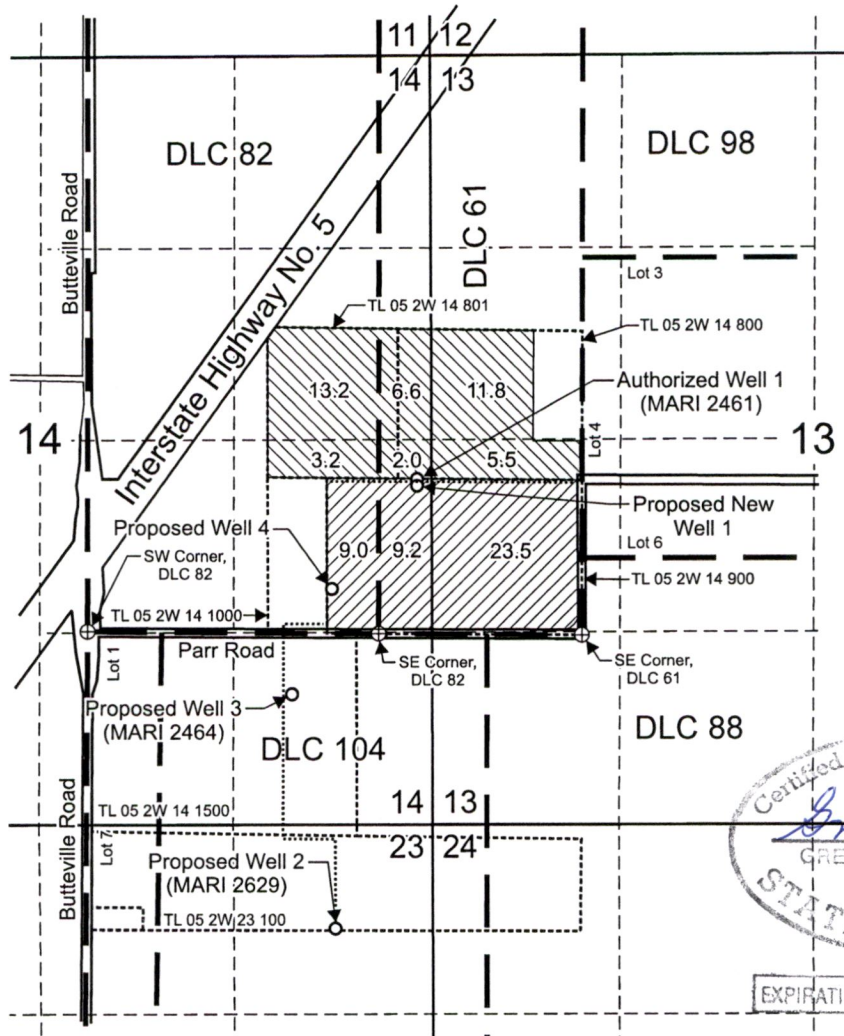 11 12
14 13
DLC 82
DLC 98
Butteville Road
Interstate Highway No. 5
DLC 61
Lot 3
TL 05 2W 14 801
TL 05 2W 14 800
13.2
6.6
11.8
Authorized Well 1
(MARI 2461)
14
Lot 4
13
3.2
2.0
5.5
Proposed New
Well 1
Proposed Well 4
9.0
9.2
23.5
Lot 6
SW Corner,
DLC 82
TL 05 2W 14 900
TL 05 2W 14 1000
Parr Road
SE Corner,
DLC 82
SE Corner,
DLC 61
Lot 1
Proposed Well 3
(MARI 2464)
DLC 104
DLC 88
Certified
TL 05 2W 14 1500
14 13
23 24
Butteville Road
Lot 7
Proposed Well 2
(MARI 2629)
GRE
STAT
TL 05 2W 23 100
EXPIRATI